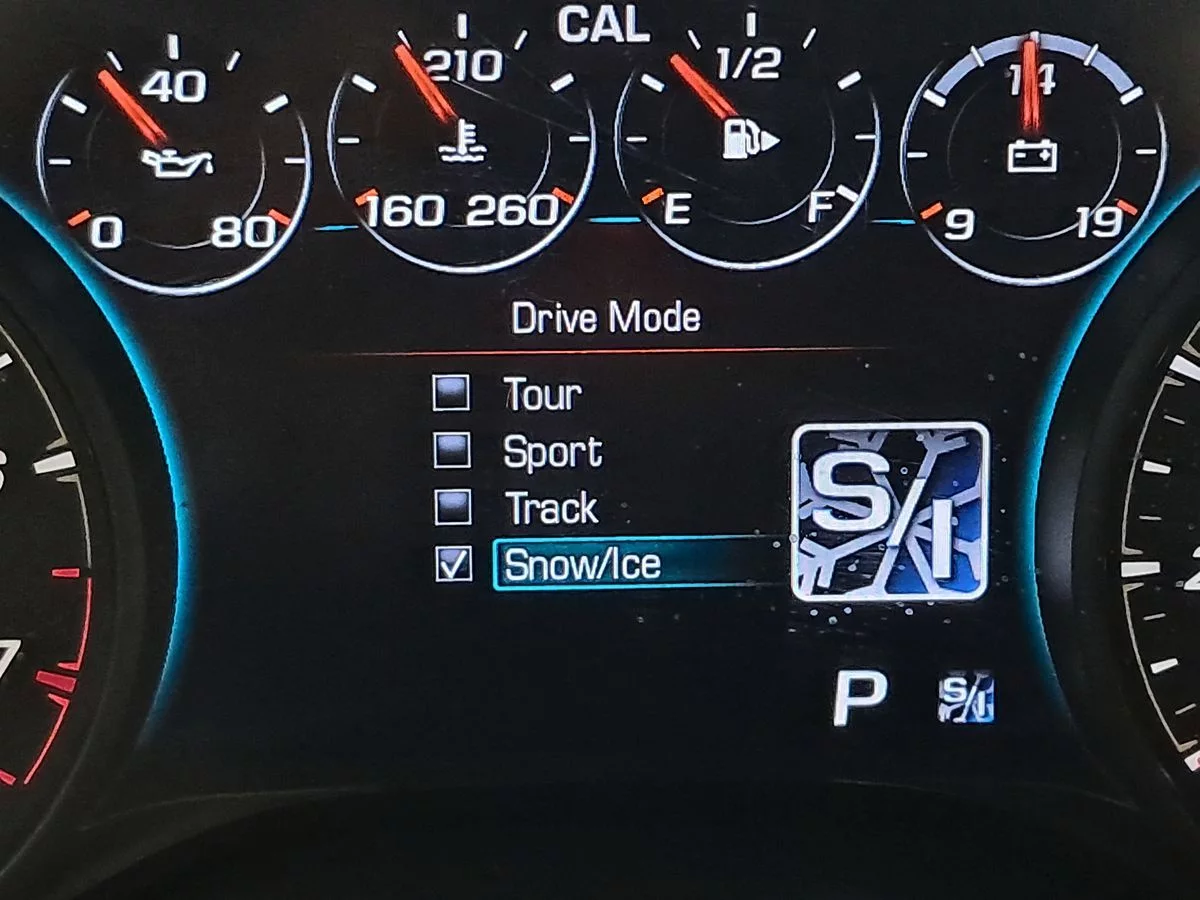 CAL
40
210
1/2
14
0 80
160 260
E F
9 19
Drive Mode
Tour
Sport
Track
Snow/Ice
S/I
P S/I
7